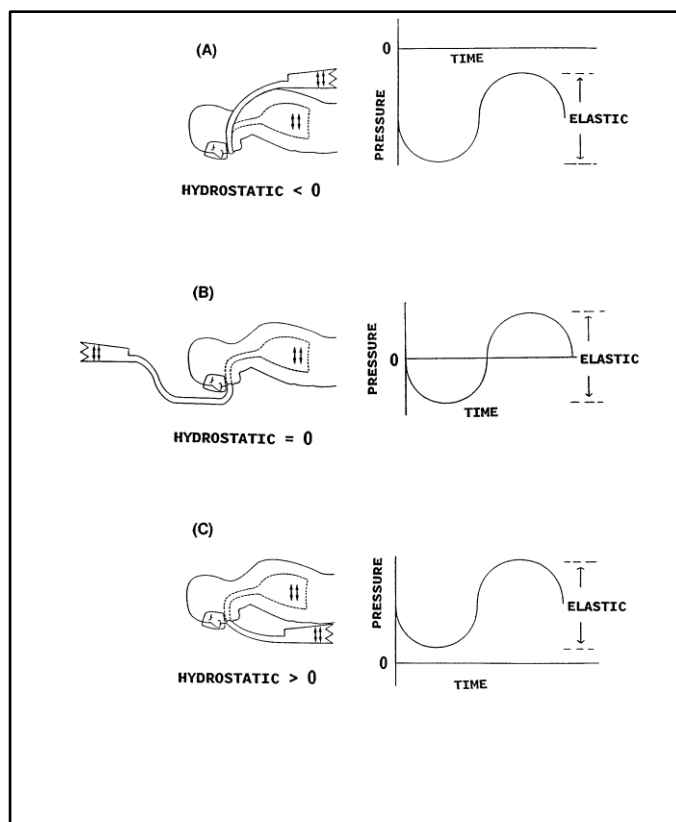 (A)
0
TIME
PRESSURE
ELASTIC
HYDROSTATIC < 0
(B)
PRESSURE
0
ELASTIC
TIME
HYDROSTATIC = 0
(C)
PRESSURE
ELASTIC
0
HYDROSTATIC > 0
TIME